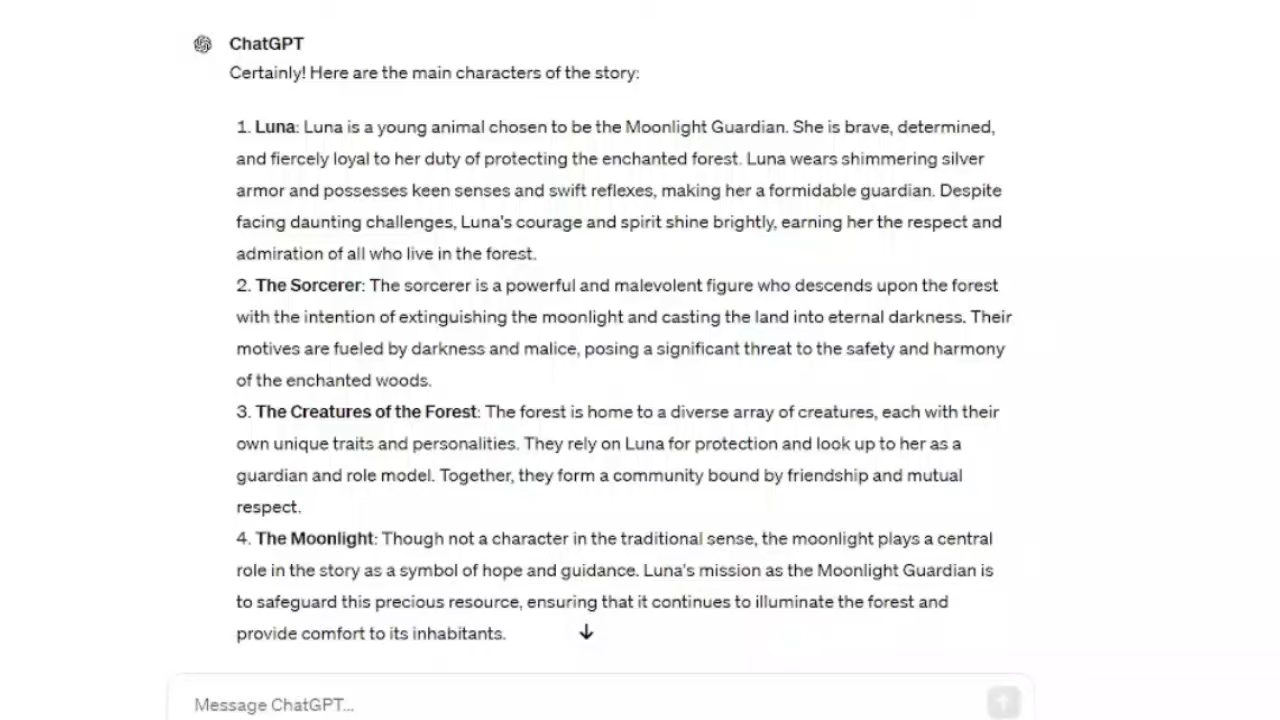 ChatGPT
Certainly! Here are the main characters of the story:
1. Luna: Luna is a young animal chosen to be the Moonlight Guardian. She is brave, determined,
and fiercely loyal to her duty of protecting the enchanted forest. Luna wears shimmering silver
armor and possesses keen senses and swift reflexes, making her a formidable guardian. Despite
facing daunting challenges, Luna's courage and spirit shine brightly, earning her the respect and
admiration of all who live in the forest.
2. The Sorcerer: The sorcerer is a powerful and malevolent figure who descends upon the forest
with the intention of extinguishing the moonlight and casting the land into eternal darkness. Their
motives are fueled by darkness and malice, posing a significant threat to the safety and harmony
of the enchanted woods.
3. The Creatures of the Forest: The forest is home to a diverse array of creatures, each with their
own unique traits and personalities. They rely on Luna for protection and look up to her as a
guardian and role model. Together, they form a community bound by friendship and mutual
respect.
4. The Moonlight: Though not a character in the traditional sense, the moonlight plays a central
role in the story as a symbol of hope and guidance. Luna's mission as the Moonlight Guardian is
to safeguard this precious resource, ensuring that it continues to illuminate the forest and
provide comfort to its inhabitants.
Message ChatGPT...